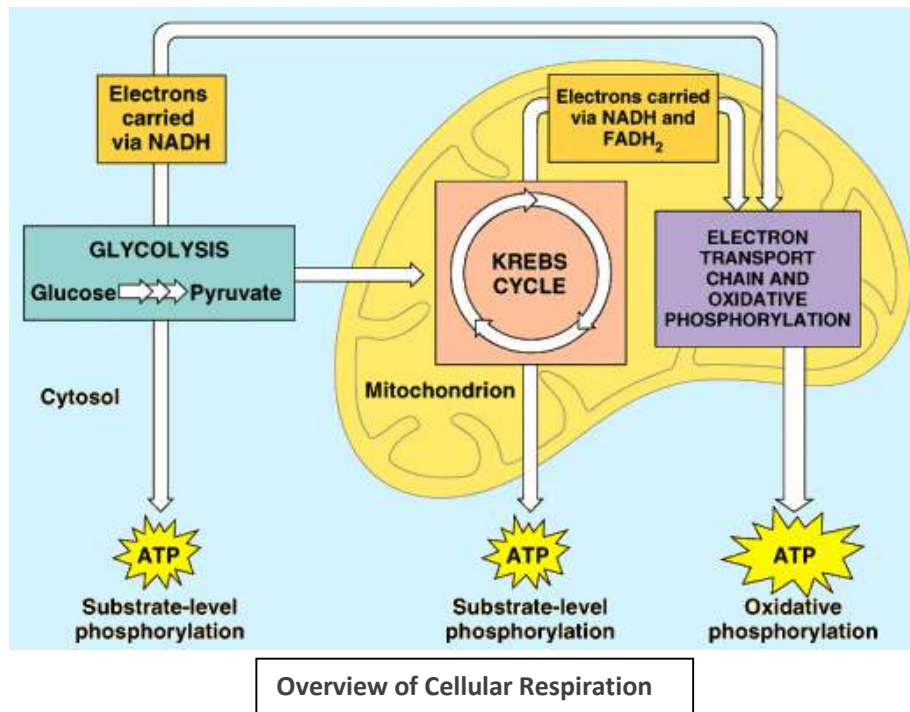 Electrons
carried
via NADH
Electrons carried
via NADH and
FADH₂
GLYCOLYSIS
Glucose Pyruvate
KREBS
CYCLE
ELECTRON
TRANSPORT
CHAIN AND
OXIDATIVE
PHOSPHORYLATION
Cytosol
Mitochondrion
ATP
Substrate-level
phosphorylation
ATP
Substrate-level
phosphorylation
ATP
Oxidative
phosphorylation
Overview of Cellular Respiration